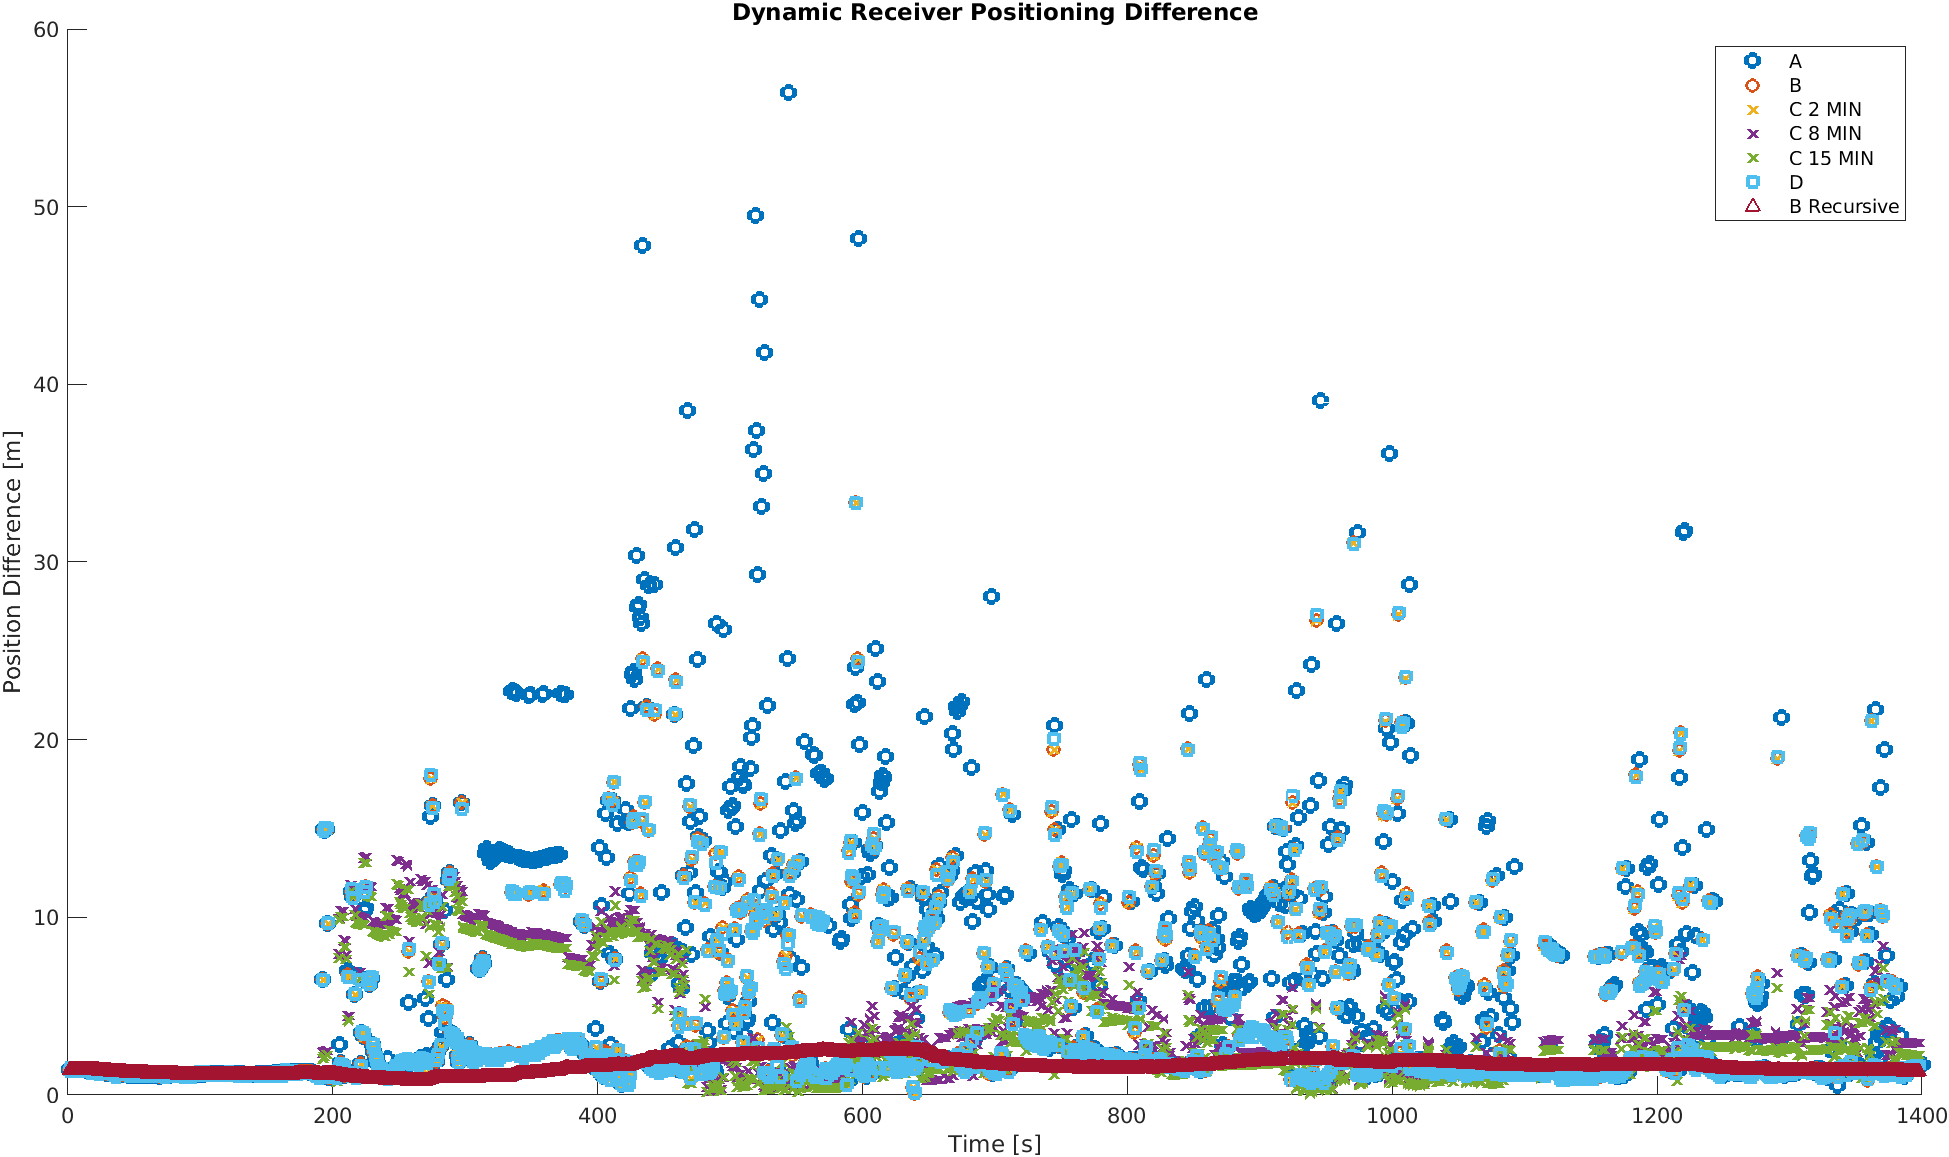 Dynamic Receiver Positioning Difference
60
50
40
30
20
10
0
Position Difference [m]
A
B
C 2 MIN
C 8 MIN
C 15 MIN
D
B Recursive
0 200 400 600 800 1000 1200 1400
Time [s]